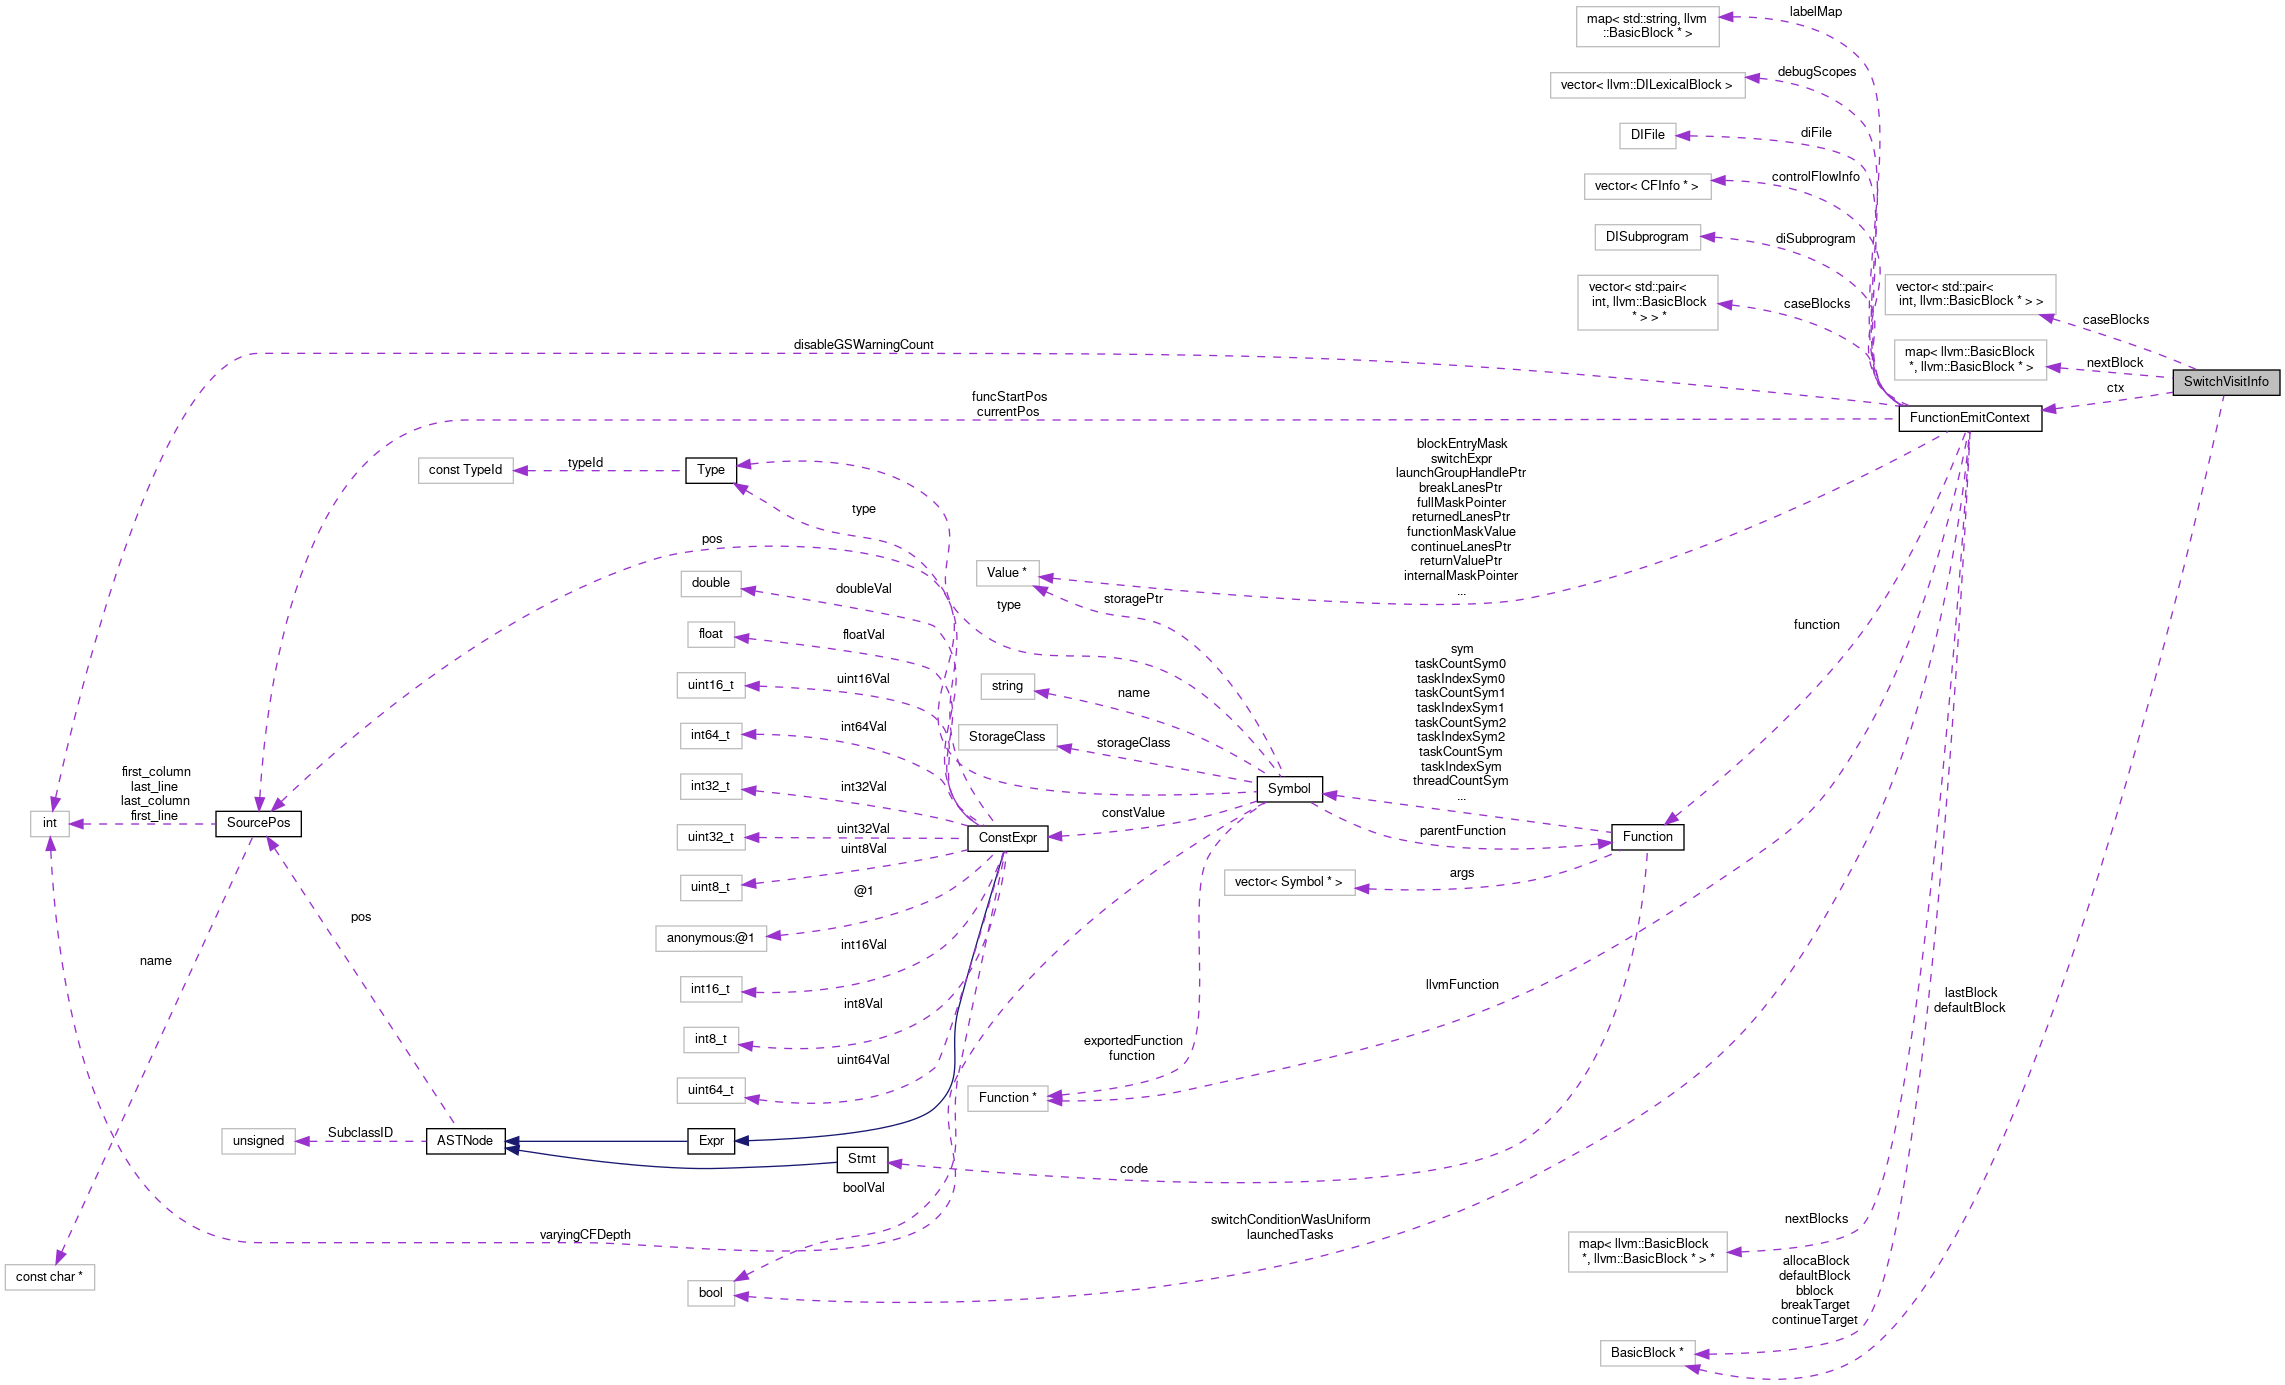 labelMap
map< std::string, llvm
::BasicBlock * >
debugScopes
vector< llvm::DILexicalBlock >
diFile
DIFile
controlFlowInfo
vector< CFInfo * >
diSubprogram
DISubprogram
caseBlocks
vector< std::pair<
int, llvm::BasicBlock
* > > *
vector< std::pair<
int, llvm::BasicBlock * > >
caseBlocks
map< llvm::BasicBlock
*, llvm::BasicBlock * >
nextBlock
SwitchVisitInfo
ctx
FunctionEmitContext
disableGSWarningCount
funcStartPos
currentPos
const TypeId
typeId
Type
type
pos
type
blockEntryMask
switchExpr
launchGroupHandlePtr
breakLanesPtr
fullMaskPointer
returnedLanesPtr
functionMaskValue
continueLanesPtr
returnValuePtr
internalMaskPointer
...
Value *
storagePtr
function
double
doubleVal
float
floatVal
uint16_t
uint16Val
int64_t
int64Val
int32_t
int32Val
uint32_t
uint32Val
uint8_t
uint8Val
anonymous:@1
@1
int16_t
int16Val
int8_t
int8Val
uint64_t
uint64Val
string
name
StorageClass
storageClass
Symbol
constValue
ConstExpr
sym
taskCountSym0
taskIndexSym0
taskCountSym1
taskIndexSym1
taskCountSym2
taskIndexSym2
taskCountSym
taskIndexSym
threadCountSym
...
parentFunction
Function
args
vector< Symbol * >
first_column
last_line
last_column
first_line
int
SourcePos
pos
name
llvmFunction
exportedFunction
function
Function *
lastBlock
defaultBlock
unsigned
SubclassID
ASTNode
Expr
Stmt
code
boolVal
varyingCFDepth
const char *
bool
switchConditionWasUniform
launchedTasks
nextBlocks
map< llvm::BasicBlock
*, llvm::BasicBlock * > *
allocaBlock
defaultBlock
bblock
breakTarget
continueTarget
BasicBlock *